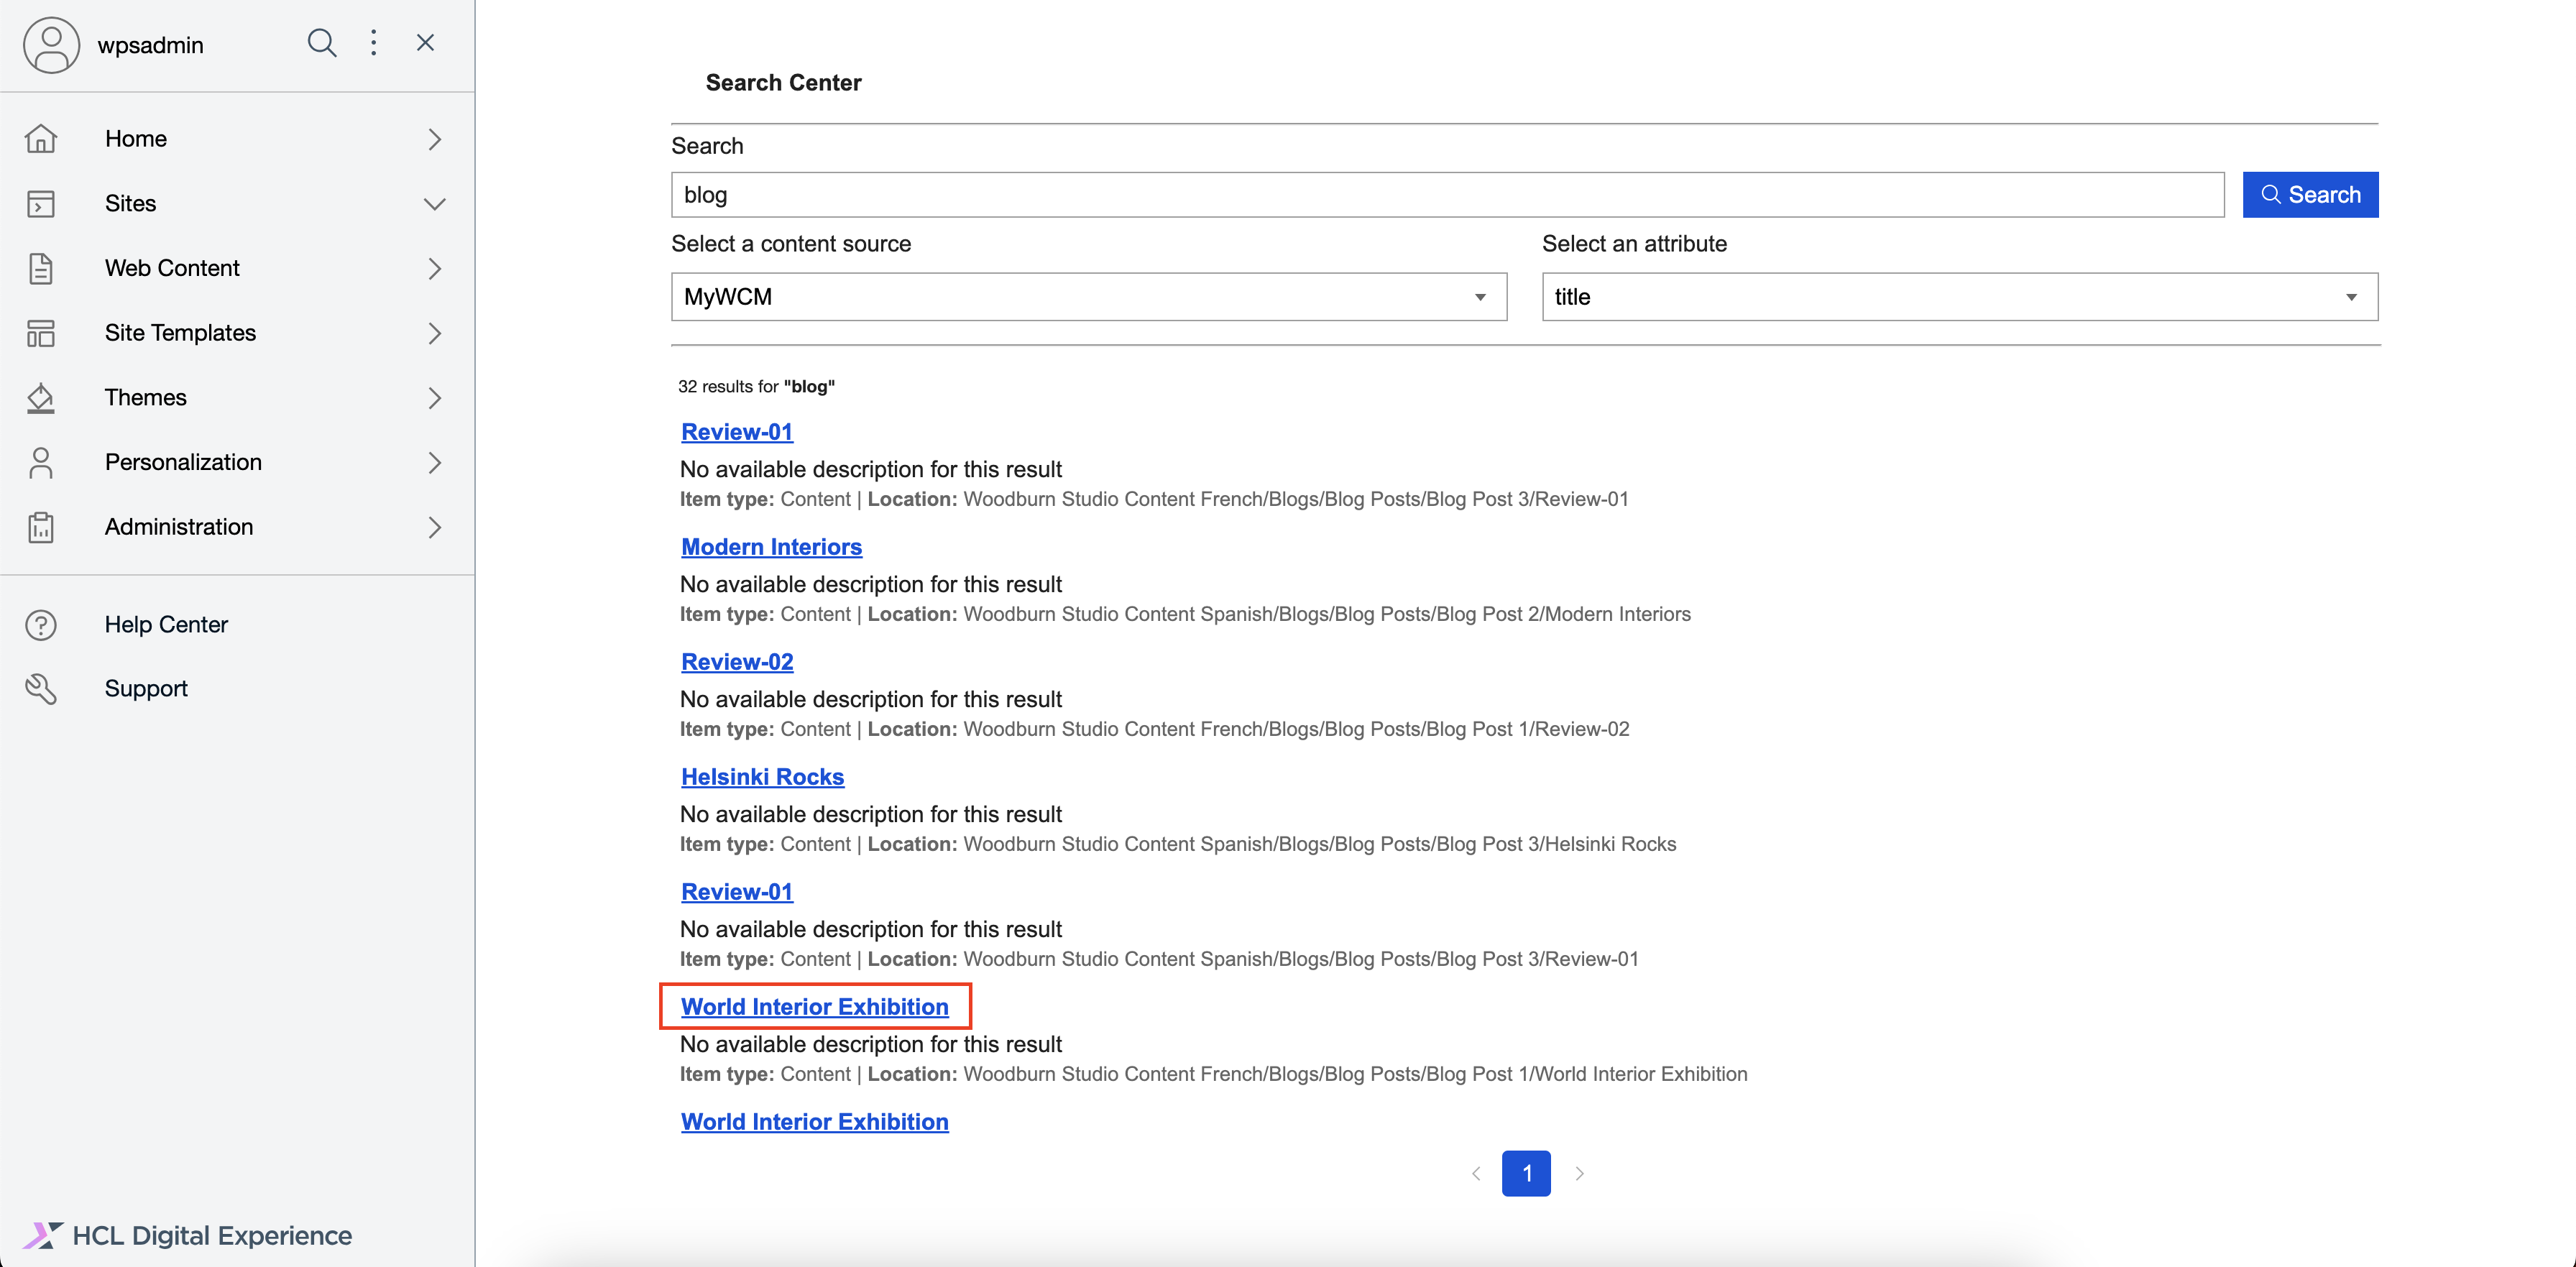 wpsadmin
Home
Sites
Web Content
Site Templates
Themes
Personalization
Administration
Help Center
Support
HCL Digital Experience
Search Center
Search
blog
Search
Select a content source
Select an attribute
MyWCM
title
32 results for "blog"
Review-01
No available description for this result
Item type: Content | Location: Woodburn Studio Content French/Blogs/Blog Posts/Blog Post 3/Review-01
Modern Interiors
No available description for this result
Item type: Content | Location: Woodburn Studio Content Spanish/Blogs/Blog Posts/Blog Post 2/Modern Interiors
Review-02
No available description for this result
Item type: Content | Location: Woodburn Studio Content French/Blogs/Blog Posts/Blog Post 1/Review-02
Helsinki Rocks
No available description for this result
Item type: Content | Location: Woodburn Studio Content Spanish/Blogs/Blog Posts/Blog Post 3/Helsinki Rocks
Review-01
No available description for this result
Item type: Content | Location: Woodburn Studio Content Spanish/Blogs/Blog Posts/Blog Post 3/Review-01
World Interior Exhibition
No available description for this result
Item type: Content | Location: Woodburn Studio Content French/Blogs/Blog Posts/Blog Post 1/World Interior Exhibition
World Interior Exhibition
1